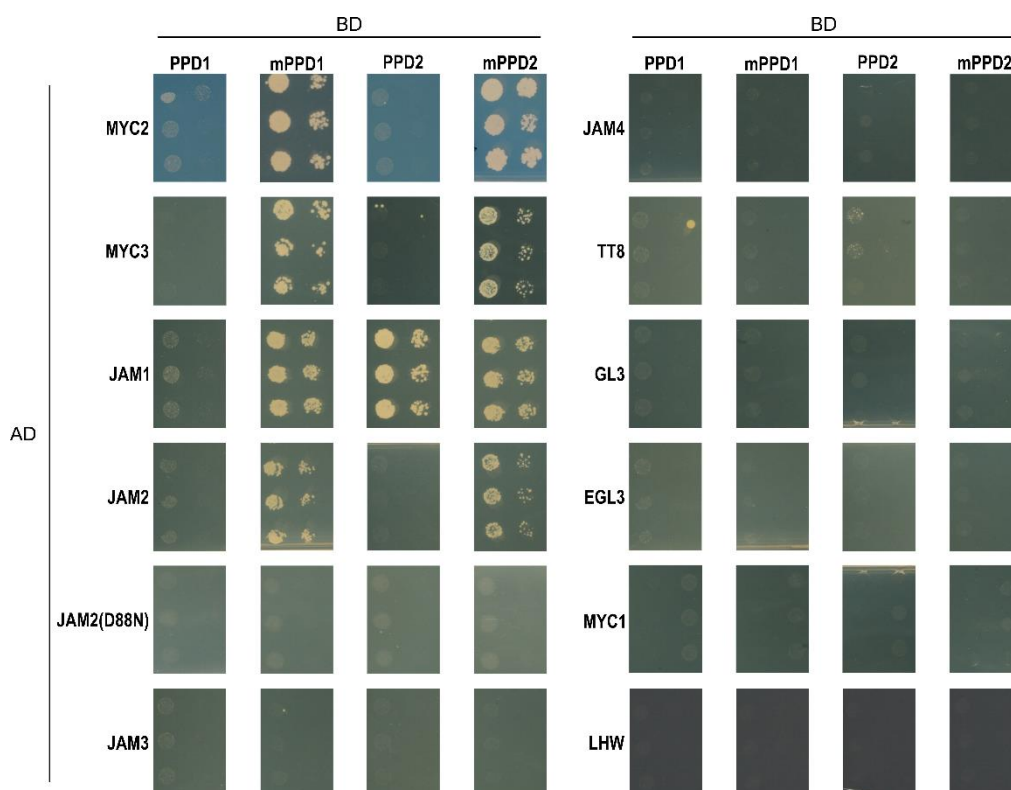 BD
BD
PPD1 mPPD1 PPD2 mPPD2
PPD1 mPPD1 PPD2 mPPD2
AD
MYC2
MYC3
JAM1
JAM2
JAM2(D88N)
JAM3
JAM4
TT8
GL3
EGL3
MYC1
LHW